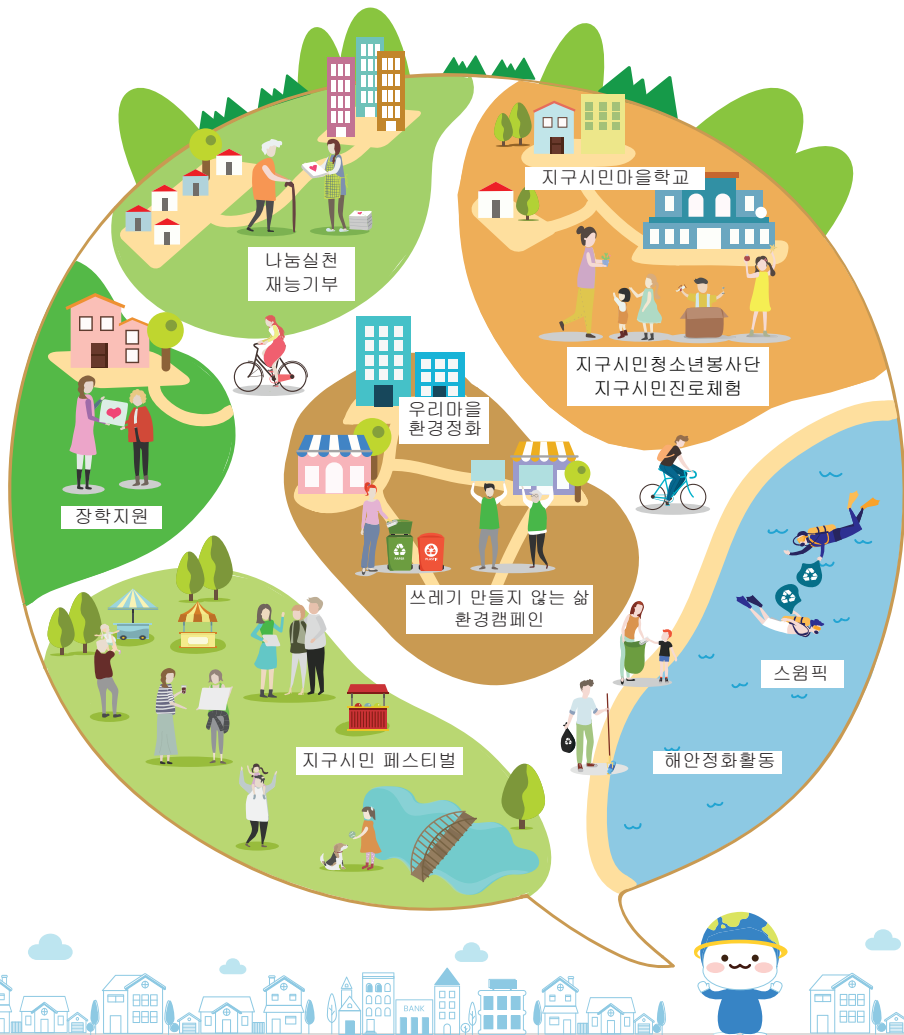 지구시민마을학교
나눔실천
재능기부
지구시민청소년봉사단
지구시민진로체험
우리마을
환경정화
장학지원
쓰레기 만들지 않는 삶
환경캠페인
스윔픽
지구시민 페스티벌
해안정화활동
BANK